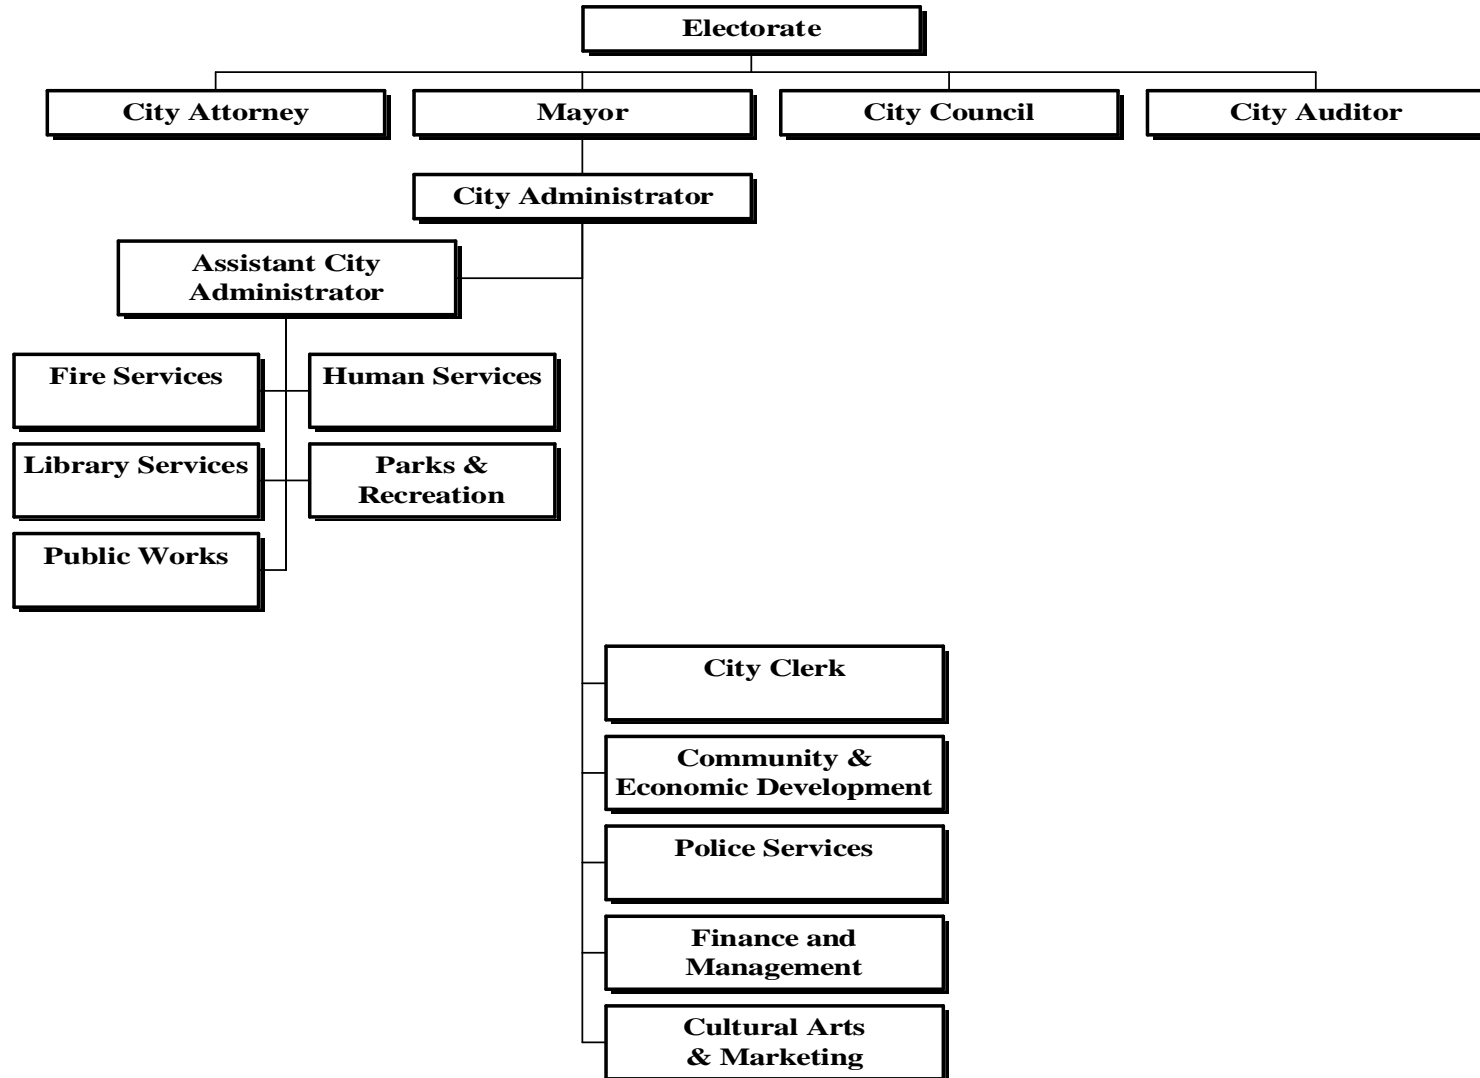 Electorate
City Attorney
Mayor
City Council
City Auditor
City Administrator
Assistant City
Administrator
Fire Services
Human Services
Library Services
Parks &
Recreation
Public Works
City Clerk
Community &
Economic Development
Police Services
Finance and
Management
Cultural Arts
& Marketing